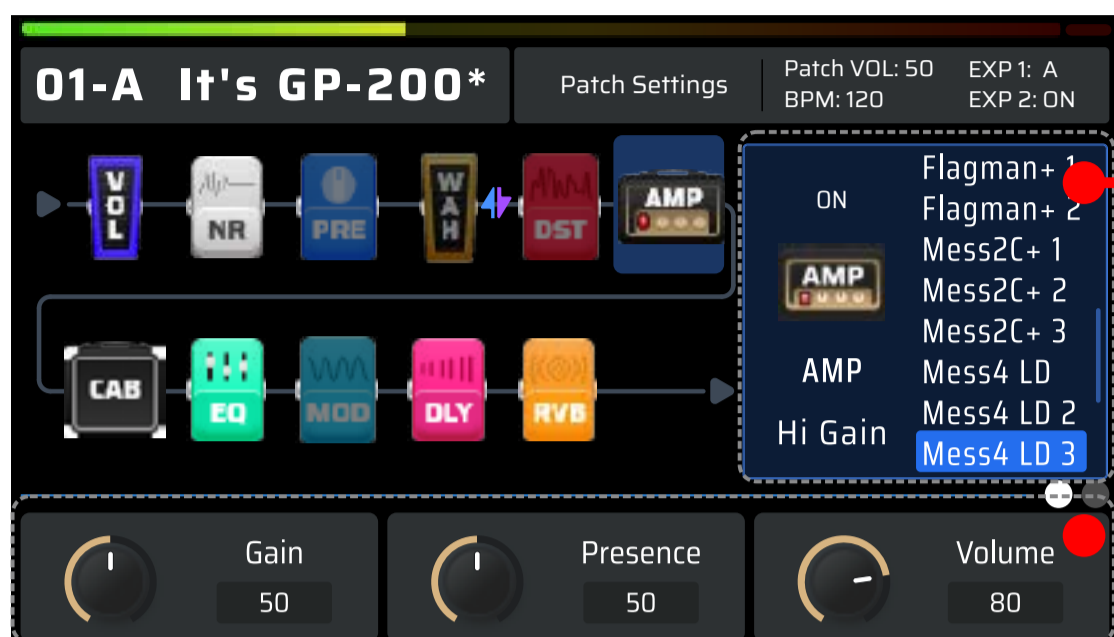 01-A It's GP-200*
Patch Settings
Patch VOL: 50 EXP 1: A
BPM: 120 EXP 2: ON
VOL
NR
PRE
WAH
DST
AMP
CAB
EQ
MOD
DLY
RVB
ON
AMP
AMP
Hi Gain
Flagman+ 1
Flagman+ 2
Mess2C+ 1
Mess2C+ 2
Mess2C+ 3
Mess4 LD
Mess4 LD 2
Mess4 LD 3
Gain
50
Presence
50
Volume
80